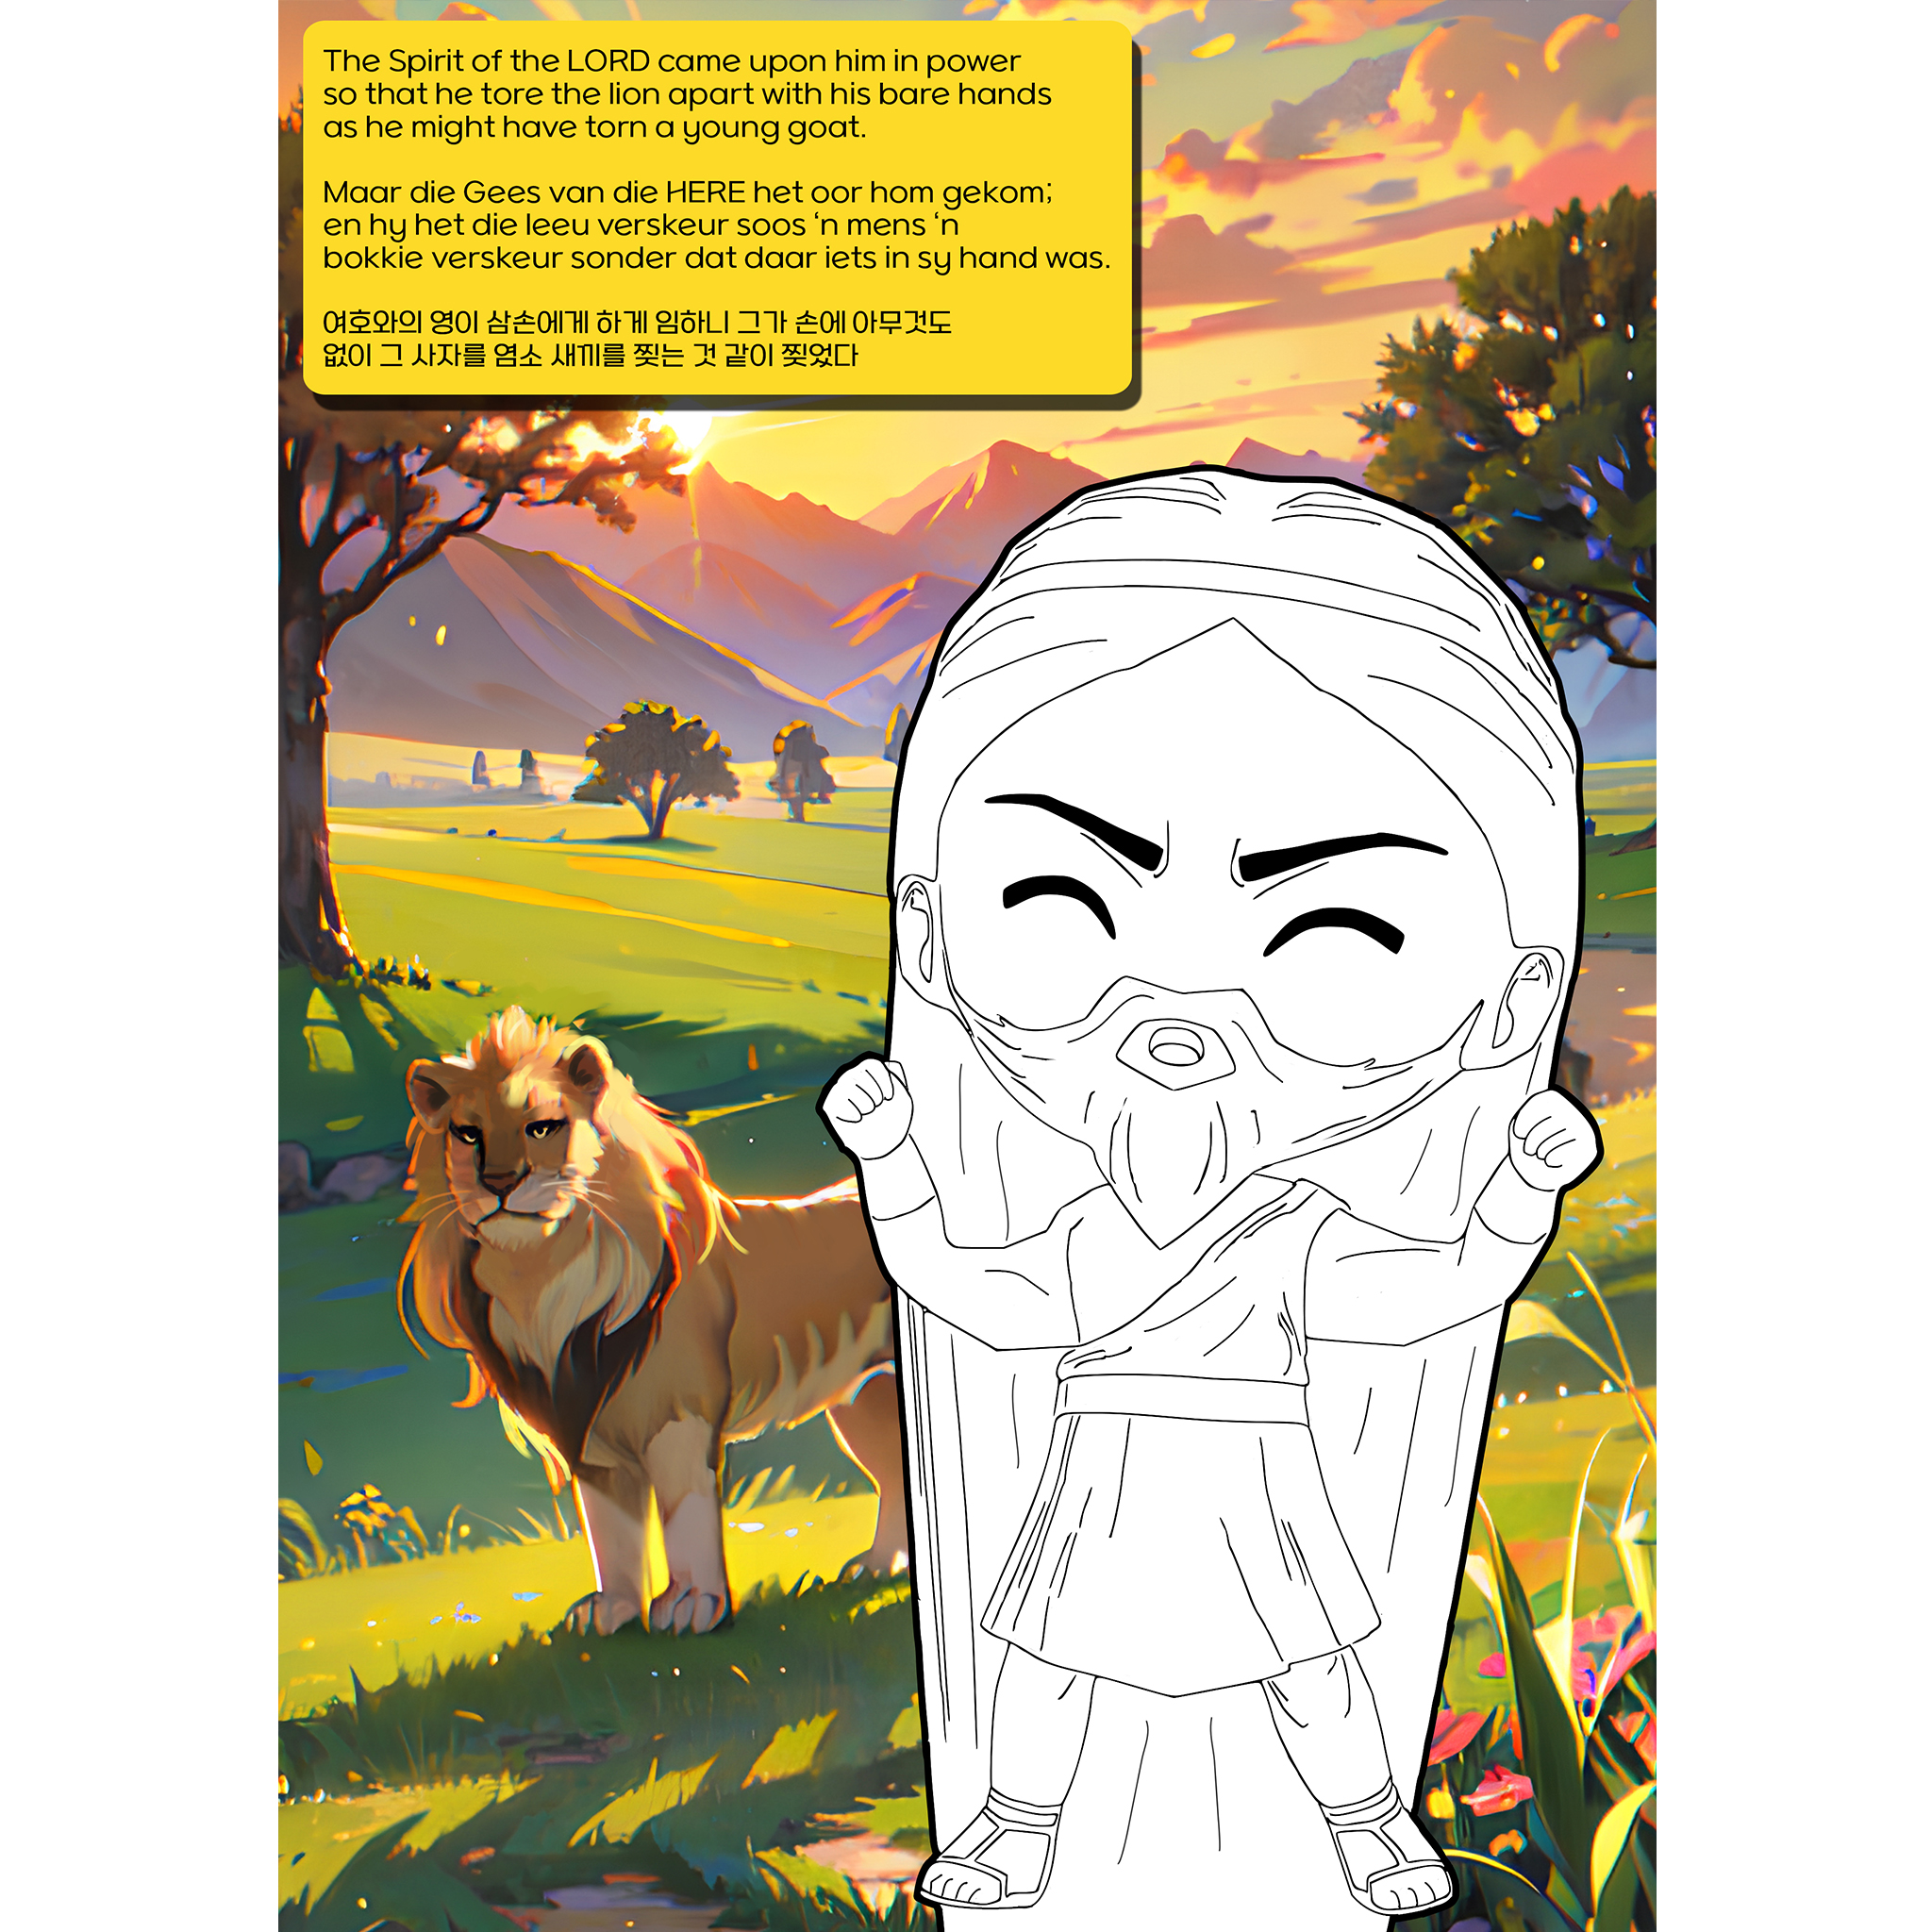 The Spirit of the LORD came upon him in power
so that he tore the lion apart with his bare hands
as he might have torn a young goat.
Maar die Gees van die HERE het oor hom gekom;
en hy het die leeu verskeur soos ‘n mens ‘n
bokkie verskeur sonder dat daar iets in sy hand was.
여호와의 영이 삼손에게 하게 임하니 그가 손에 아무것도
없이 그 사자를 염소 새끼를 찢는 것 같이 찢었다